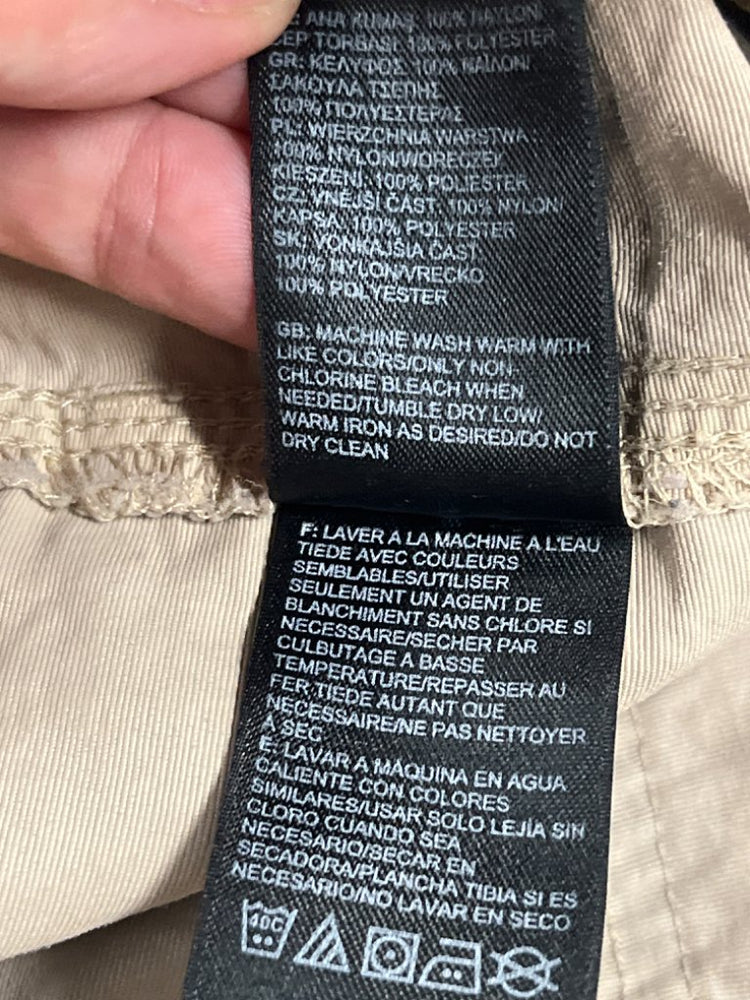 : ANA KUMAŞ, 100% NAYLON/
CEP TORBASI, 100% POLYESTER
GR: ΚΕΛΥΦΟΣ, 100% ΝΑΪΛΟΝ/
ΣΑΚΟΥΛΑ ΤΣΕΠΗΣ
100% ΠΟΛΥΕΣΤΕΡΑΣ
PL: WIERZCHNIA WARSTWA:
100% NYLON/WORECZEK
KIESZENI, 100% POLIESTER
CZ: VNĚJŠÍ ČÁST, 100% NYLON/
KAPSA, 100% POLYESTER
SK: VONKAJŠIA ČASŤ
100% NYLON/VRECKO
100% POLYESTER
GB: MACHINE WASH WARM WITH
LIKE COLORS/ONLY NON
CHLORINE BLEACH WHEN
NEEDED/TUMBLE DRY LOW/
WARM IRON AS DESIRED/DO NOT
DRY CLEAN
F: LAVER A LA MACHINE A L'EAU
TIEDE AVEC COULEURS
SEMBLABLES/UTILISER
SEULEMENT UN AGENT DE
BLANCHIMENT SANS CHLORE SI
NECESSAIRE/SECHER PAR
CULBUTAGE A BASSE
TEMPERATURE/REPASSER AU
FER TIEDE AUTANT QUE
NECESSAIRE/NE PAS NETTOYER
A SEC
E: LAVAR A MÁQUINA EN AGUA
CALIENTE CON COLORES
SIMILARES/USAR SOLO LEJÍA SIN
CLORO CUANDO SEA
NECESARIO/SECAR EN
SECADORA/PLANCHA TIBIA SI ES
NECESARIO/NO LAVAR EN SECO
40C